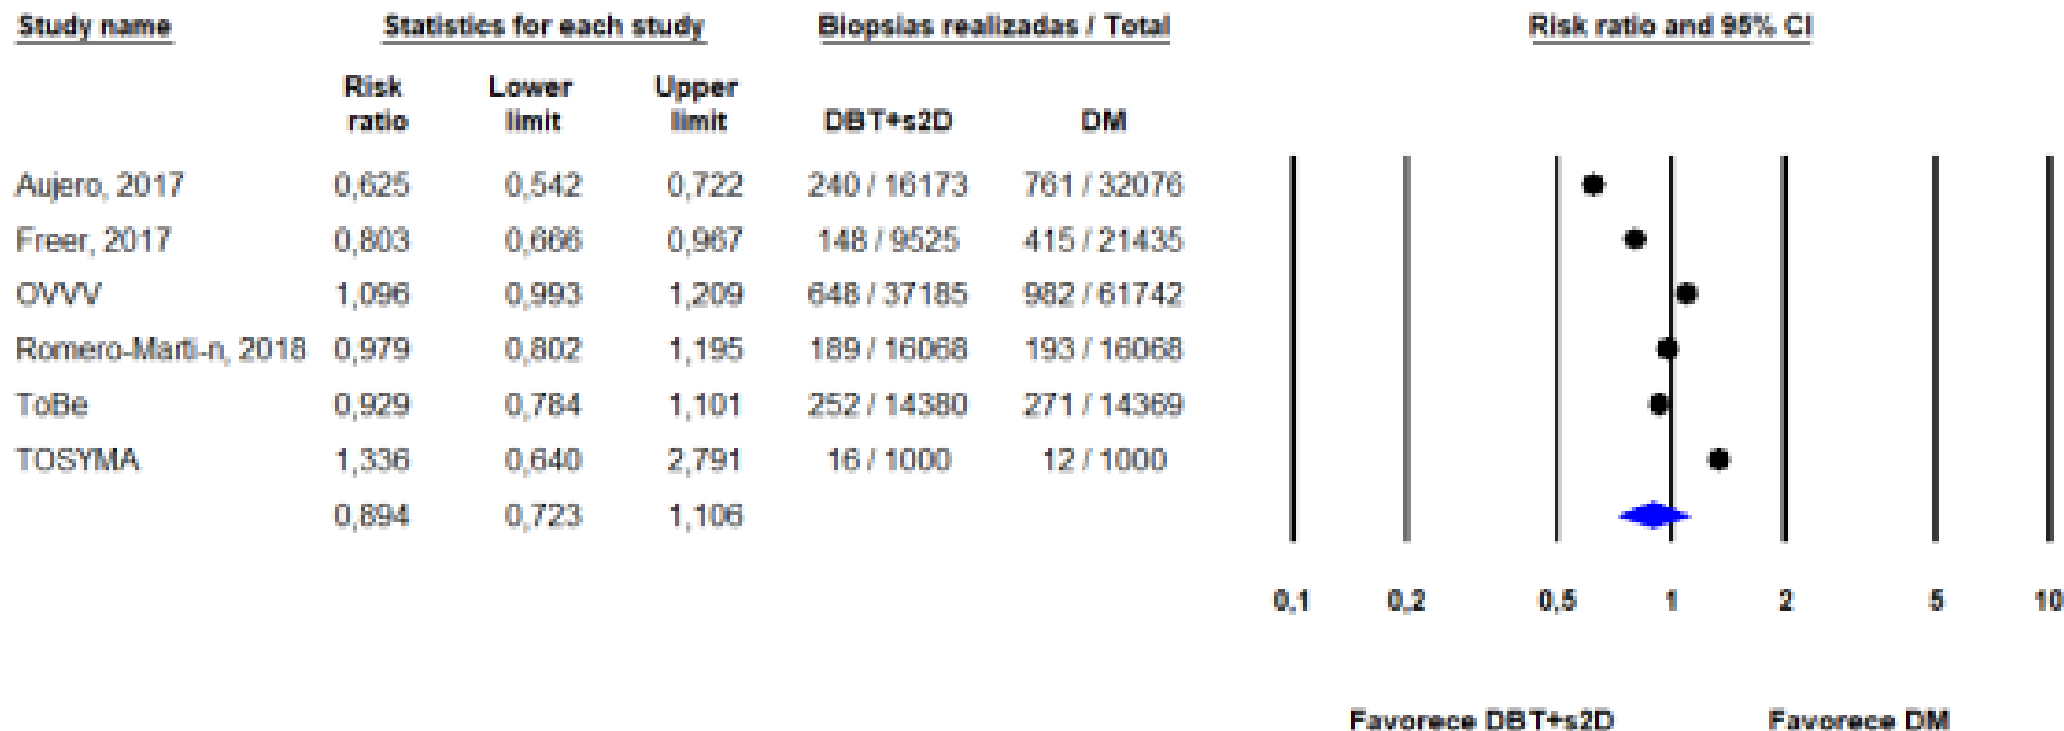 Study name Statistics for each study Biopsias realizadas / Total Risk ratio and 95% CI
Risk Lower Upper
ratio limit limit DBT+s2D DM
Aujero, 2017 0,625 0,542 0,722 240 / 16173 761 / 32076
Freer, 2017 0,803 0,666 0,967 148 / 9525 415 / 21435
OVVV 1,096 0,993 1,209 648 / 37185 982 / 61742
Romero-Marti-n, 2018 0,979 0,802 1,195 189 / 16068 193 / 16068
ToBe 0,929 0,784 1,101 252 / 14380 271 / 14369
TOSYMA 1,336 0,640 2,791 16 / 1000 12 / 1000
0,894 0,723 1,106
0,1 0,2 0,5 1 2 5 10
Favorece DBT+s2D Favorece DM